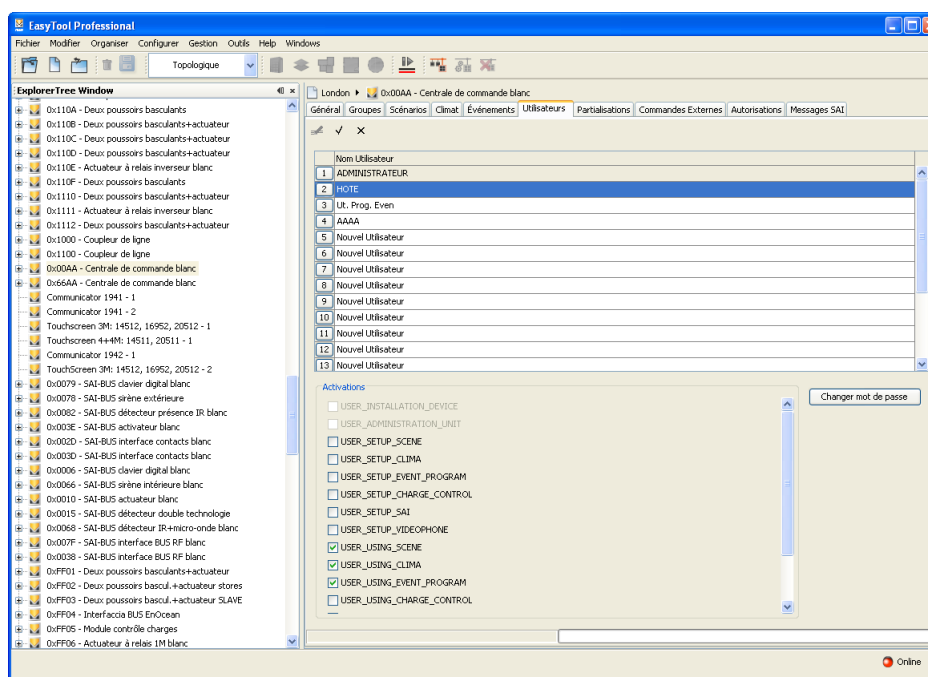 EasyTool Professional
Fichier Modifier Organiser Configurer Gestion Outils Help Windows
Topologique
ExplorerTree Window
0x110A - Deux poussoirs basculants
0x110B - Deux poussoirs basculants+actuateur
0x110C - Deux poussoirs basculants+actuateur
0x110D - Deux poussoirs basculants+actuateur
0x110E - Actuateur à relais inverseur blanc
0x110F - Deux poussoirs basculants
0x1110 - Deux poussoirs basculants+actuateur
0x1111 - Actuateur à relais inverseur blanc
0x1112 - Deux poussoirs basculants+actuateur
0x1000 - Coupleur de ligne
0x1100 - Coupleur de ligne
0x00AA - Centrale de commande blanc
0x66AA - Centrale de commande blanc
Communicator 1941 - 1
Communicator 1941 - 2
Touchscreen 3M: 14512, 16952, 20512 - 1
Touchscreen 4+4M: 14511, 20511 - 1
Communicator 1942 - 1
TouchScreen 3M: 14512, 16952, 20512 - 2
0x0079 - SAI-BUS clavier digital blanc
0x0078 - SAI-BUS sirène extérieure
0x0082 - SAI-BUS détecteur présence IR blanc
0x003E - SAI-BUS activateur blanc
0x002D - SAI-BUS interface contacts blanc
0x003D - SAI-BUS interface contacts blanc
0x0006 - SAI-BUS clavier digital blanc
0x0066 - SAI-BUS sirène intérieure blanc
0x0010 - SAI-BUS actuateur blanc
0x0015 - SAI-BUS détecteur double technologie
0x0068 - SAI-BUS détecteur IR+micro-onde blanc
0x007F - SAI-BUS interface BUS RF blanc
0x0038 - SAI-BUS interface BUS RF blanc
0xFF01 - Deux poussoirs basculants+actuateur
0xFF02 - Deux poussoirs bascul.+actuateur stores
0xFF03 - Deux poussoirs bascul.+actuateur SLAVE
0xFF04 - Interfaccia BUS EnOcean
0xFF05 - Module contrôle charges
0xFF06 - Actuateur à relais 1M blanc
London 0x00AA - Centrale de commande blanc
Général Groupes Scénarios Climat Événements Utilisateurs Partialisations Commandes Externes Autorisations Messages SAI
Nom Utilisateur
1 ADMINISTRATEUR
2 HOTE
3 Ut. Prog. Even
4 AAAA
5 Nouvel Utilisateur
6 Nouvel Utilisateur
7 Nouvel Utilisateur
8 Nouvel Utilisateur
9 Nouvel Utilisateur
10 Nouvel Utilisateur
11 Nouvel Utilisateur
12 Nouvel Utilisateur
13 Nouvel Utilisateur
Activations
USER_INSTALLATION_DEVICE
USER_ADMINISTRATION_UNIT
USER_SETUP_SCENE
USER_SETUP_CLIMA
USER_SETUP_EVENT_PROGRAM
USER_SETUP_CHARGE_CONTROL
USER_SETUP_SAI
USER_SETUP_VIDEOPHONE
USER_USING_SCENE
USER_USING_CLIMA
USER_USING_EVENT_PROGRAM
USER_USING_CHARGE_CONTROL
Changer mot de passe
Online